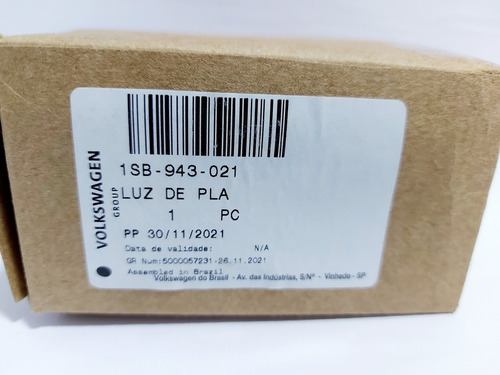 VOLKSWAGEN
GROUP
1SB-943-021
LUZ DE PLA
1 PC
PP 30/11/2021
Data de validade: N/A
GR Num:5000057231-26.11.2021
Assembled in Brazil
Volkswagen do Brasil - Av. das Indústrias, S/Nº - Vinhedo - SP